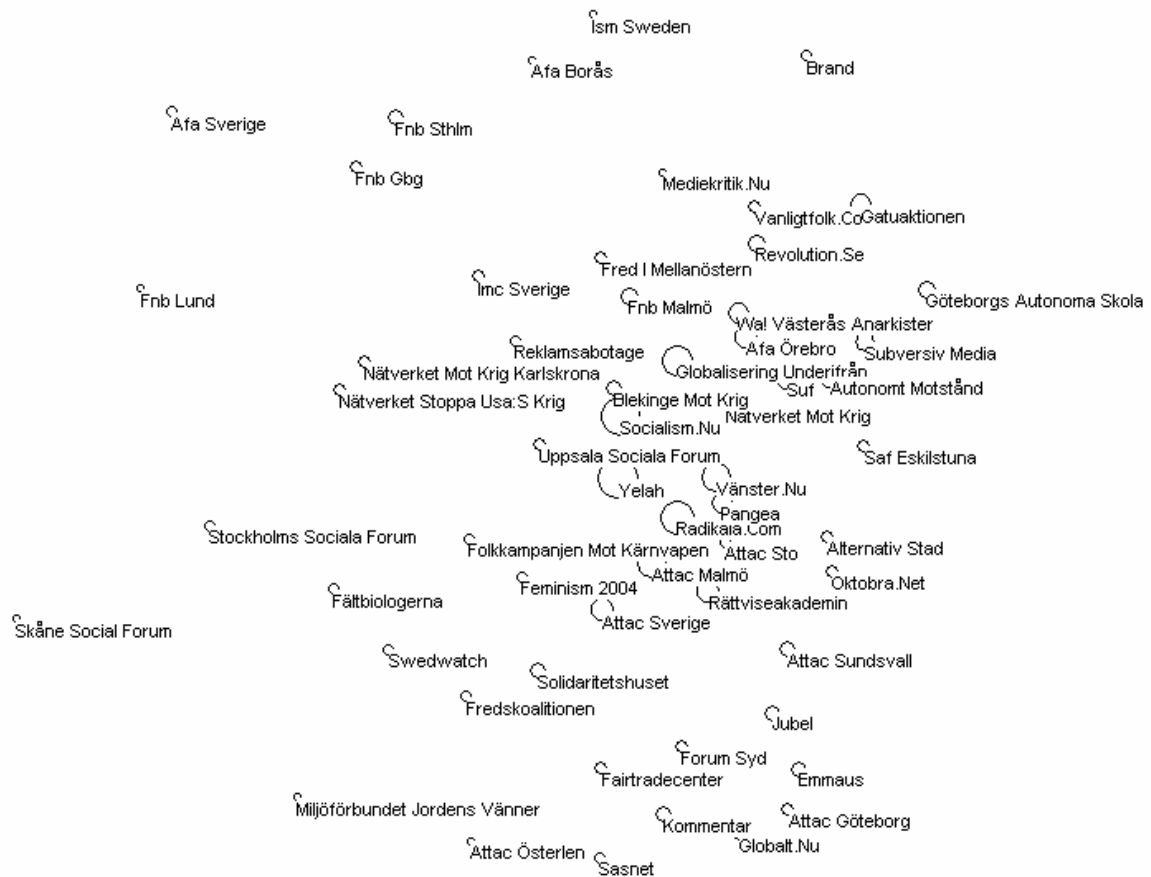 Ism Sweden
Afa Borås
Brand
Afa Sverige
Fnb Sthlm
Fnb Gbg
Mediekritik.Nu
Vanligtfolk.Co
Gatuaktionen
Revolution.Se
Fred I Mellanöstern
Imc Sverige
Fnb Lund
Göteborgs Autonoma Skola
Fnb Malmö
Wa! Västerås Anarkister
Afa Örebro
Reklamsabotage
Subversiv Media
Nätverket Mot Krig Karlskrona
Globalisering Underifrån
Suf
Autonomt Motstånd
Nätverket Stoppa Usa:S Krig
Blekinge Mot Krig
Nätverket Mot Krig
Socialism.Nu
Uppsala Sociala Forum
Saf Eskilstuna
Yelah
Vänster.Nu
Pangea
Radikala.Com
Stockholms Sociala Forum
Folkkampanjen Mot Kärnvapen
Attac Sto
Alternativ Stad
Attac Malmö
Oktobra.Net
Feminism 2004
Fältbiologerna
Rättviseakademin
Attac Sverige
Skåne Social Forum
Swedwatch
Attac Sundsvall
Solidaritetshuset
Fredskoalitionen
Jubel
Forum Syd
Fairtradecenter
Emmaus
Miljöförbundet Jordens Vänner
Attac Göteborg
Kommentar
Globalt.Nu
Attac Österlen
Sasnet